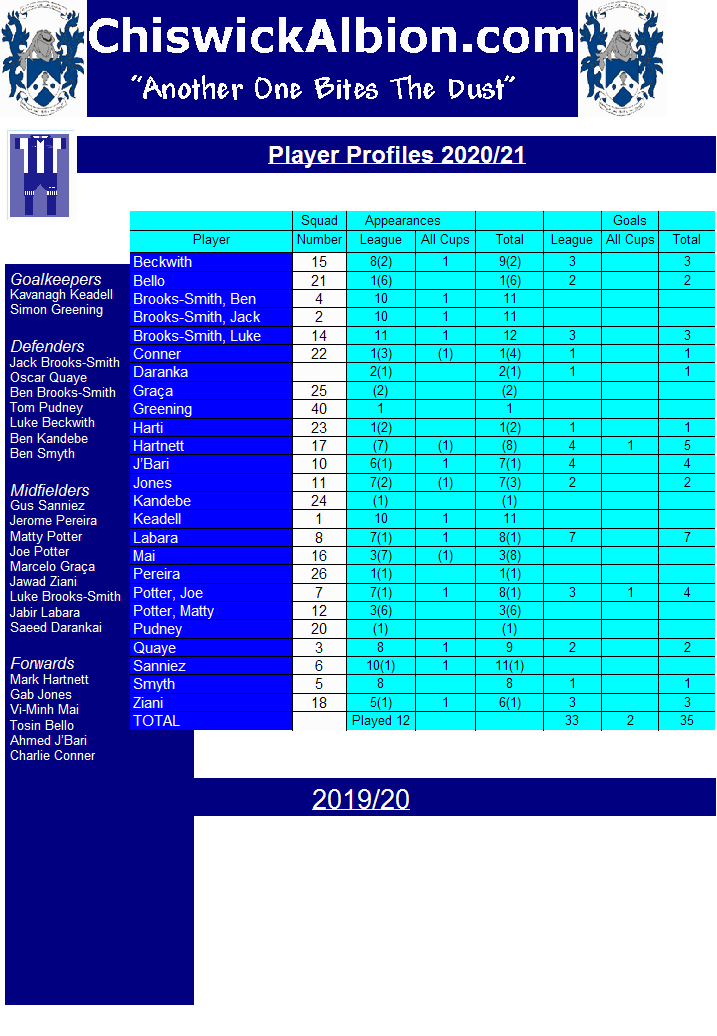 ChiswickAlbion.com
"Another One Bites The Dust"
Player Profiles 2020/21
Goalkeepers
Kavanagh Keadell
Simon Greening
Defenders
Jack Brooks-Smith
Oscar Quaye
Ben Brooks-Smith
Tom Pudney
Luke Beckwith
Ben Kandebe
Ben Smyth
Midfielders
Gus Sanniez
Jerome Pereira
Matty Potter
Joe Potter
Marcelo Graça
Jawad Ziani
Luke Brooks-Smith
Jabir Labara
Saeed Darankai
Forwards
Mark Hartnett
Gab Jones
Vi-Minh Mai
Tosin Bello
Ahmed J'Bari
Charlie Conner
Squad Appearances Goals
Player Number League All Cups Total League All Cups Total
Beckwith 15 8(2) 1 9(2) 3 3
Bello 21 1(6) 1(6) 2 2
Brooks-Smith, Ben 4 10 1 11
Brooks-Smith, Jack 2 10 1 11
Brooks-Smith, Luke 14 11 1 12 3 3
Conner 22 1(3) (1) 1(4) 1 1
Daranka 2(1) 2(1) 1 1
Graça 25 (2) (2)
Greening 40 1 1
Harti 23 1(2) 1(2) 1 1
Hartnett 17 (7) (1) (8) 4 1 5
J'Bari 10 6(1) 1 7(1) 4 4
Jones 11 7(2) (1) 7(3) 2 2
Kandebe 24 (1) (1)
Keadell 1 10 1 11
Labara 8 7(1) 1 8(1) 7 7
Mai 16 3(7) (1) 3(8)
Pereira 26 1(1) 1(1)
Potter, Joe 7 7(1) 1 8(1) 3 1 4
Potter, Matty 12 3(6) 3(6)
Pudney 20 (1) (1)
Quaye 3 8 1 9 2 2
Sanniez 6 10(1) 1 11(1)
Smyth 5 8 8 1 1
Ziani 18 5(1) 1 6(1) 3 3
TOTAL Played 12 33 2 35
2019/20